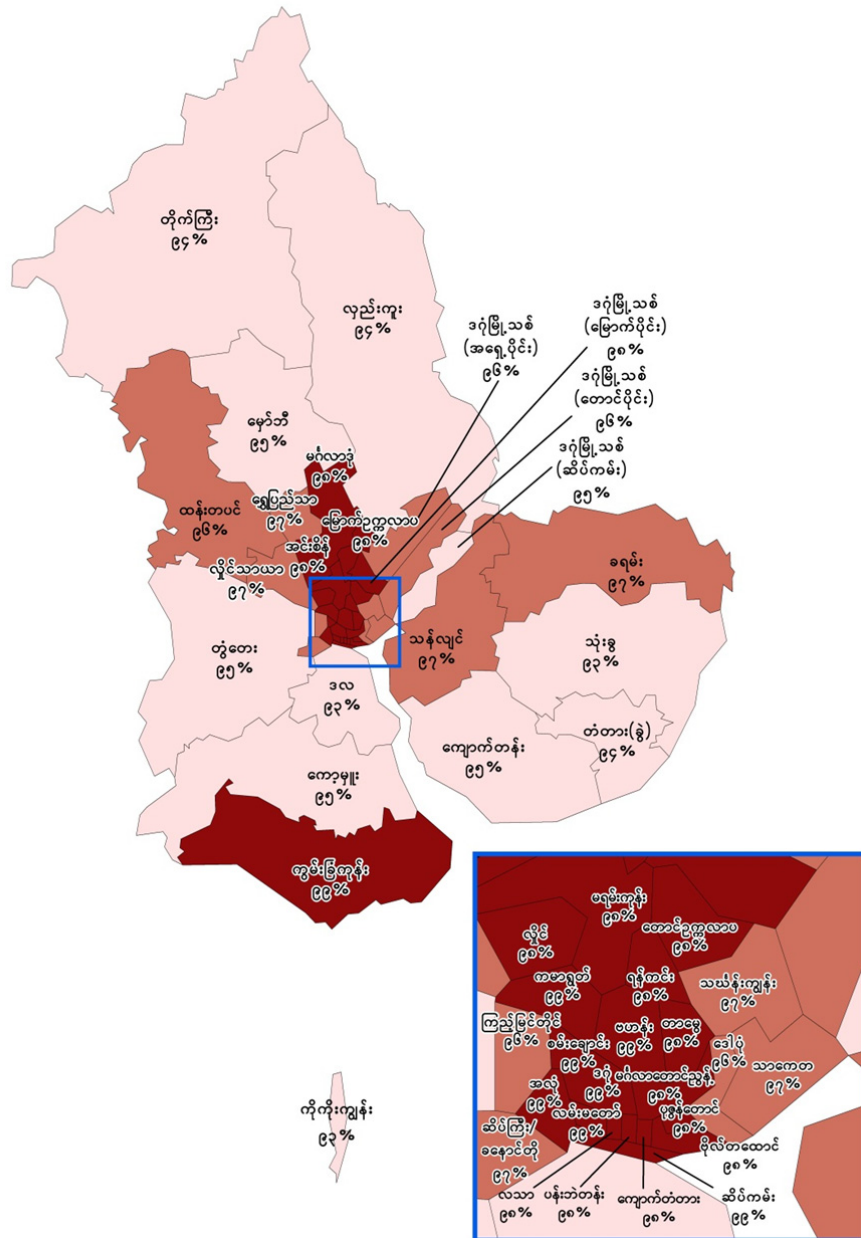 တိုက်ကြီး
၉၄%
လှည်းကူး
၉၄%
ဒဂုံမြို့သစ်
(အရှေ့ပိုင်း)
၉၆%
ဒဂုံမြို့သစ်
(မြောက်ပိုင်း)
၉၈%
ဒဂုံမြို့သစ်
(တောင်ပိုင်း)
၉၆%
ဒဂုံမြို့သစ်
(ဆိပ်ကမ်း)
၉၅%
မှော်ဘီ
၉၅%
မင်္ဂလာဒုံ
၉၈%
ရွှေပြည်သာ
၉၇%
ထန်းတပင်
၉၆%
မြောက်ဥက္ကလာပ
၉၈%
အင်းစိန်
၉၈%
လှိုင်သာယာ
၉၇%
ခရမ်း
၉၇%
သန်လျင်
၉၇%
သုံးခွ
၉၃%
တွံတေး
၉၅%
ဒလ
၉၃%
တံတား(ခွဲ)
၉၄%
ကျောက်တန်း
၉၅%
ကော့မှူး
၉၅%
ကွမ်းခြံကုန်း
၉၉%
ကိုကိုးကျွန်း
၉၃%
မရမ်းကုန်း
၉၈%
လှိုင်
၉၈%
တောင်ဥက္ကလာပ
၉၈%
ကမာရွတ်
၉၉%
ရန်ကင်း
၉၈%
သင်္ဃန်းကျွန်း
၉၇%
ကြည့်မြင်တိုင်
၉၆%
စမ်းချောင်း
၉၉%
ဗဟန်း
၉၉%
တာမွေ
၉၈%
ဒေါပုံ
၉၆%
သာကေတ
၉၇%
အလုံ
၉၉%
ဒဂုံ
၉၉%
မင်္ဂလာတောင်ညွန့်
၉၈%
လမ်းမတော်
၉၉%
ပုဇွန်တောင်
၉၈%
ဆိပ်ကြီး/
ခနောင်တို
၉၇%
ဗိုလ်တထောင်
၉၈%
လသာ
၉၈%
ပန်းဘဲတန်း
၉၈%
ကျောက်တံတား
၉၈%
ဆိပ်ကမ်း
၉၉%